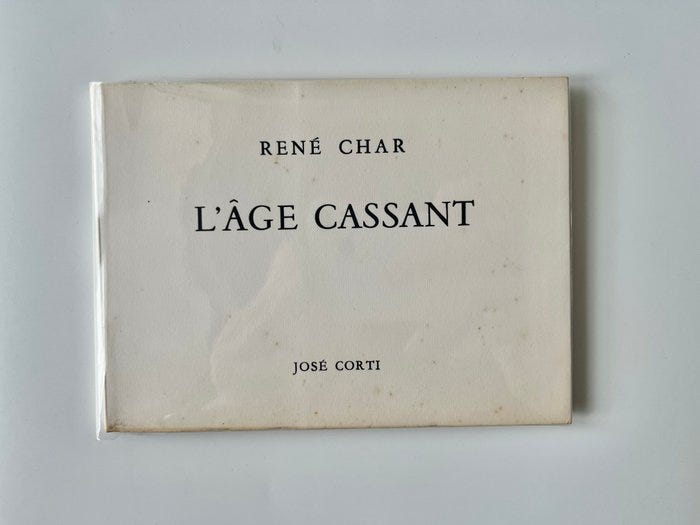 RENÉ CHAR
L'ÂGE CASSANT
JOSÉ CORTI